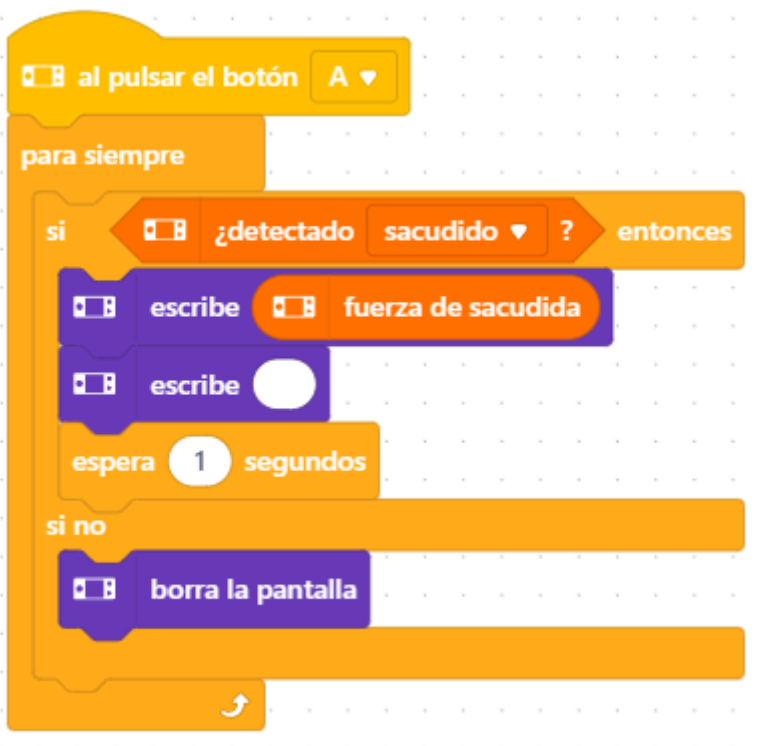 al pulsar el botón A
para siempre
si ¿detectado sacudido ? entonces
escribe fuerza de sacudida
escribe
espera 1 segundos
si no
borra la pantalla